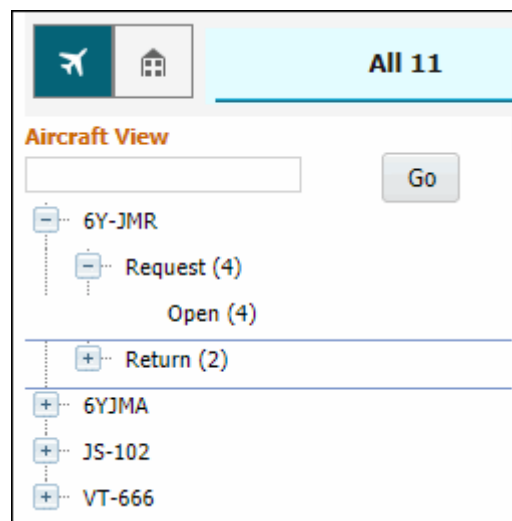 All 11
Aircraft View
Go
6Y-JMR
Request (4)
Open (4)
Return (2)
6YJMA
JS-102
VT-666